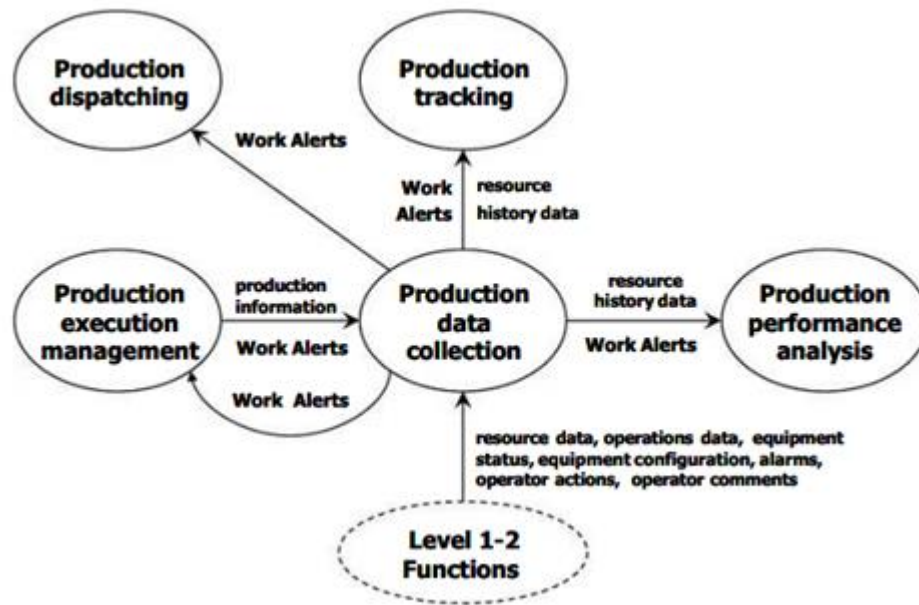 Production
dispatching
Production
tracking
Work Alerts
Work
Alerts
resource
history data
Production
execution
management
production
information
Work Alerts
Work Alerts
Production
data
collection
resource
history data
Work Alerts
Production
performance
analysis
resource data, operations data, equipment
status, equipment configuration, alarms,
operator actions, operator comments
Level 1-2
Functions